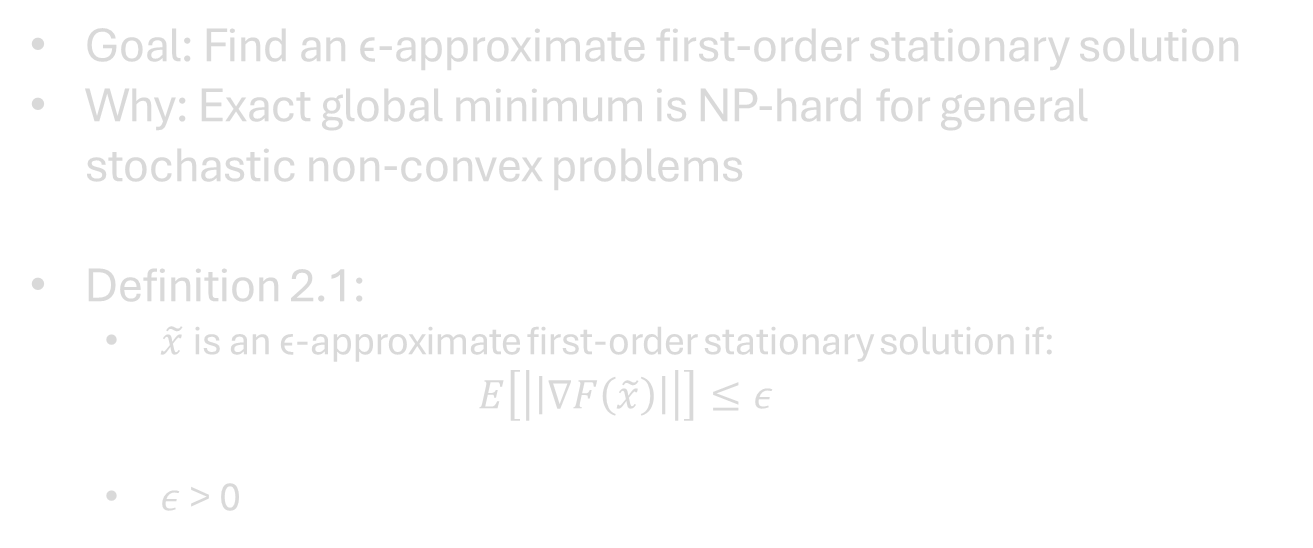 • Goal: Find an ϵ-approximate first-order stationary solution
• Why: Exact global minimum is NP-hard for general
stochastic non-convex problems
• Definition 2.1:
• x̃ is an ϵ-approximate first-order stationary solution if:
E[||∇F(x̃)||] ≤ ϵ
• ϵ > 0